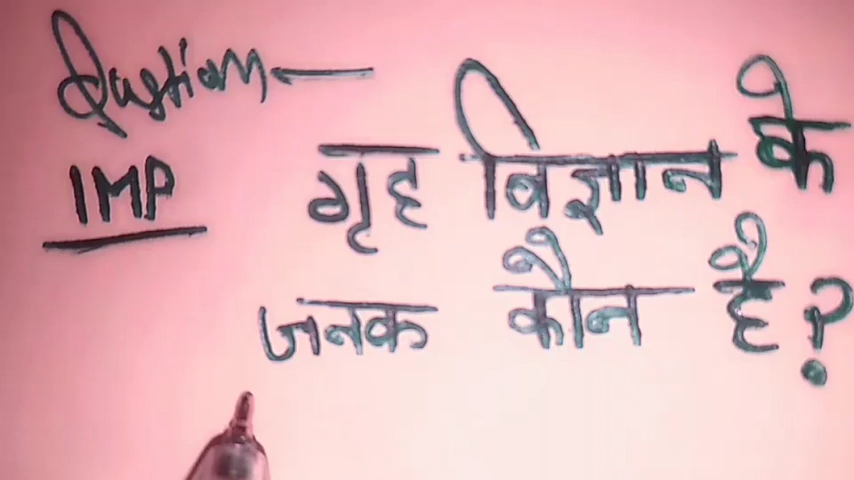 Question—
IMP
गृह विज्ञान के
जनक कौन है?